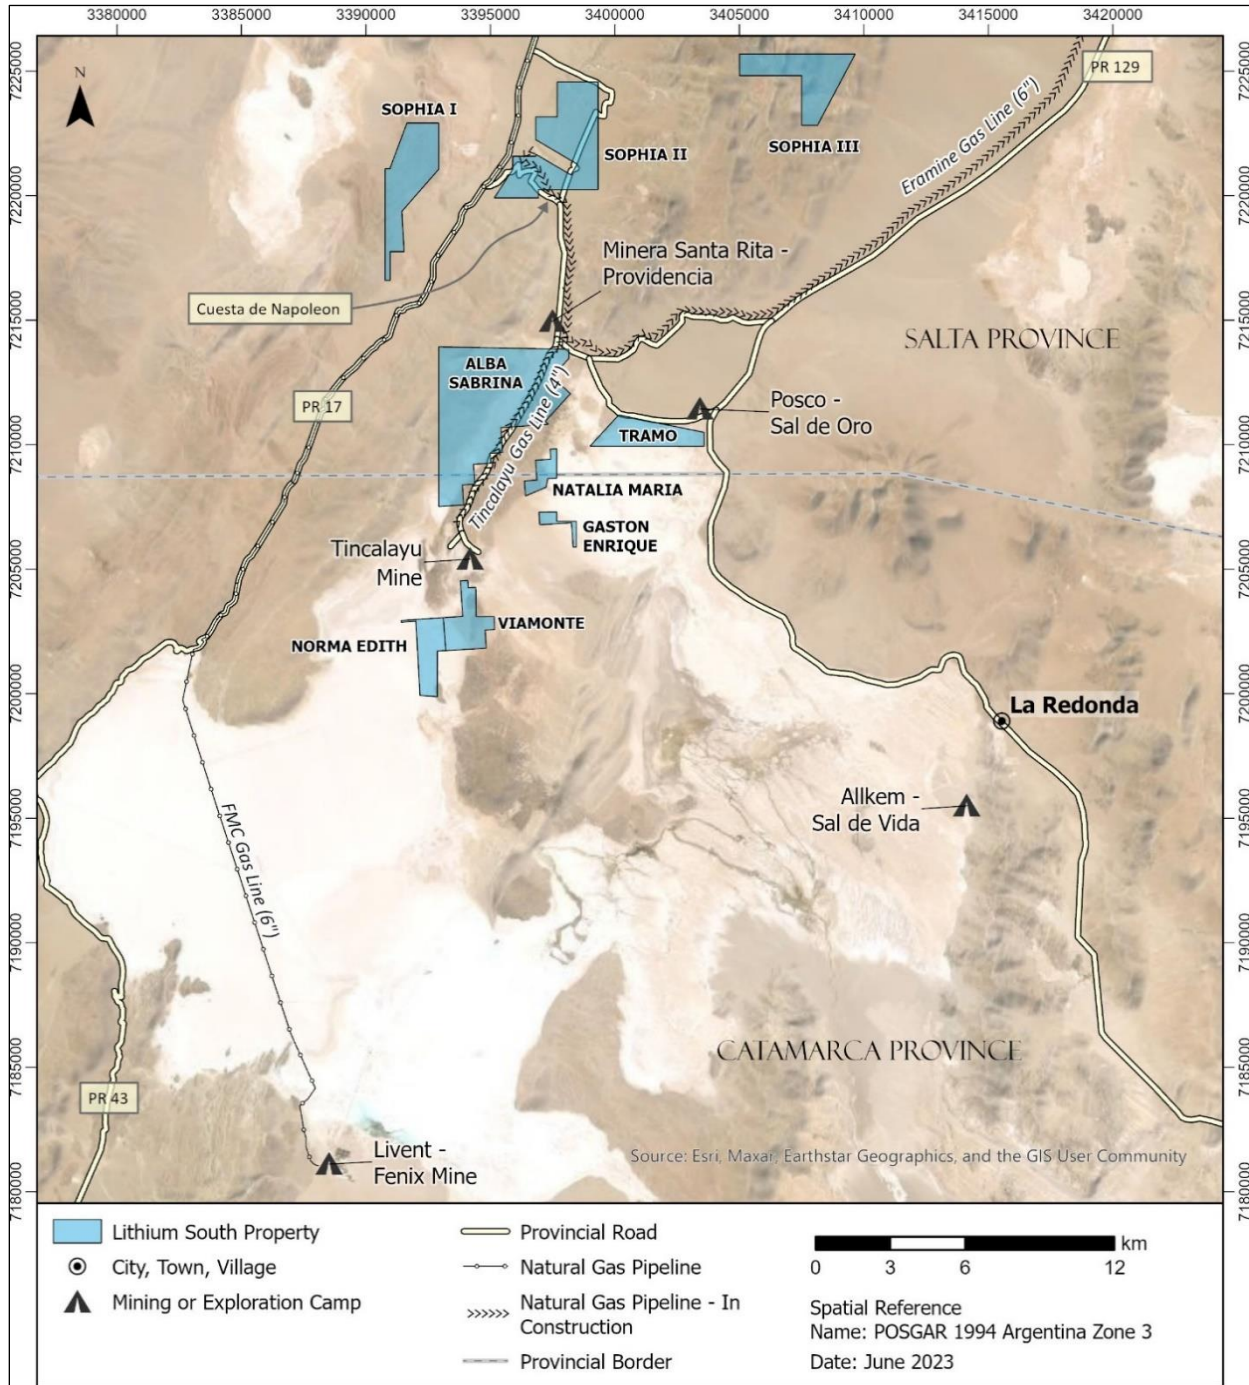 3380000 3385000 3390000 3395000 3400000 3405000 3410000 3415000 3420000
7225000
7220000
7215000
7210000
7205000
7200000
7195000
7190000
7185000
7180000
7225000
7220000
7215000
7210000
7205000
7200000
7195000
7190000
7185000
7180000
N
PR 129
SOPHIA I
SOPHIA II
SOPHIA III
Eramine Gas Line (6")
Minera Santa Rita -
Providencia
Cuesta de Napoleon
SALTA PROVINCE
ALBA
SABRINA
PR 17
Tincalayu Gas Line (4")
Posco -
Sal de Oro
TRAMO
NATALIA MARIA
GASTON
ENRIQUE
Tincalayu
Mine
VIAMONTE
NORMA EDITH
La Redonda
Allkem -
Sal de Vida
FMC Gas Line (6")
CATAMARCA PROVINCE
PR 43
Livent -
Fenix Mine
Source: Esri, Maxar, Earthstar Geographics, and the GIS User Community
Lithium South Property
City, Town, Village
Mining or Exploration Camp
Provincial Road
Natural Gas Pipeline
Natural Gas Pipeline - In
Construction
Provincial Border
km
0 3 6 12
Spatial Reference
Name: POSGAR 1994 Argentina Zone 3
Date: June 2023